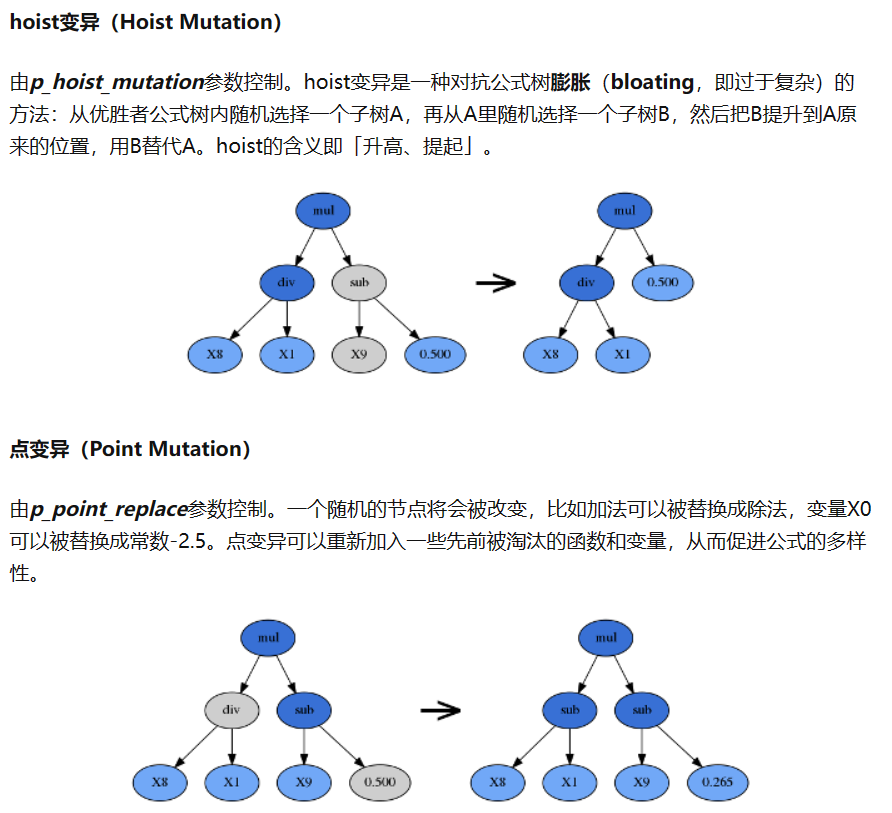 hoist变异（Hoist Mutation）
由p_hoist_mutation参数控制。hoist变异是一种对抗公式树膨胀（bloating，即过于复杂）的
方法：从优胜者公式树内随机选择一个子树A，再从A里随机选择一个子树B，然后把B提升到A原
来的位置，用B替代A。hoist的含义即「升高、提起」。
mul mul
div sub div 0.500
X8 X1 X9 0.500 X8 X1
点变异（Point Mutation）
由p_point_replace参数控制。一个随机的节点将会被改变，比如加法可以被替换成除法，变量X0
可以被替换成常数-2.5。点变异可以重新加入一些先前被淘汰的函数和变量，从而促进公式的多样
性。
mul mul
div sub sub sub
X8 X1 X9 0.500 X8 X1 X9 0.265